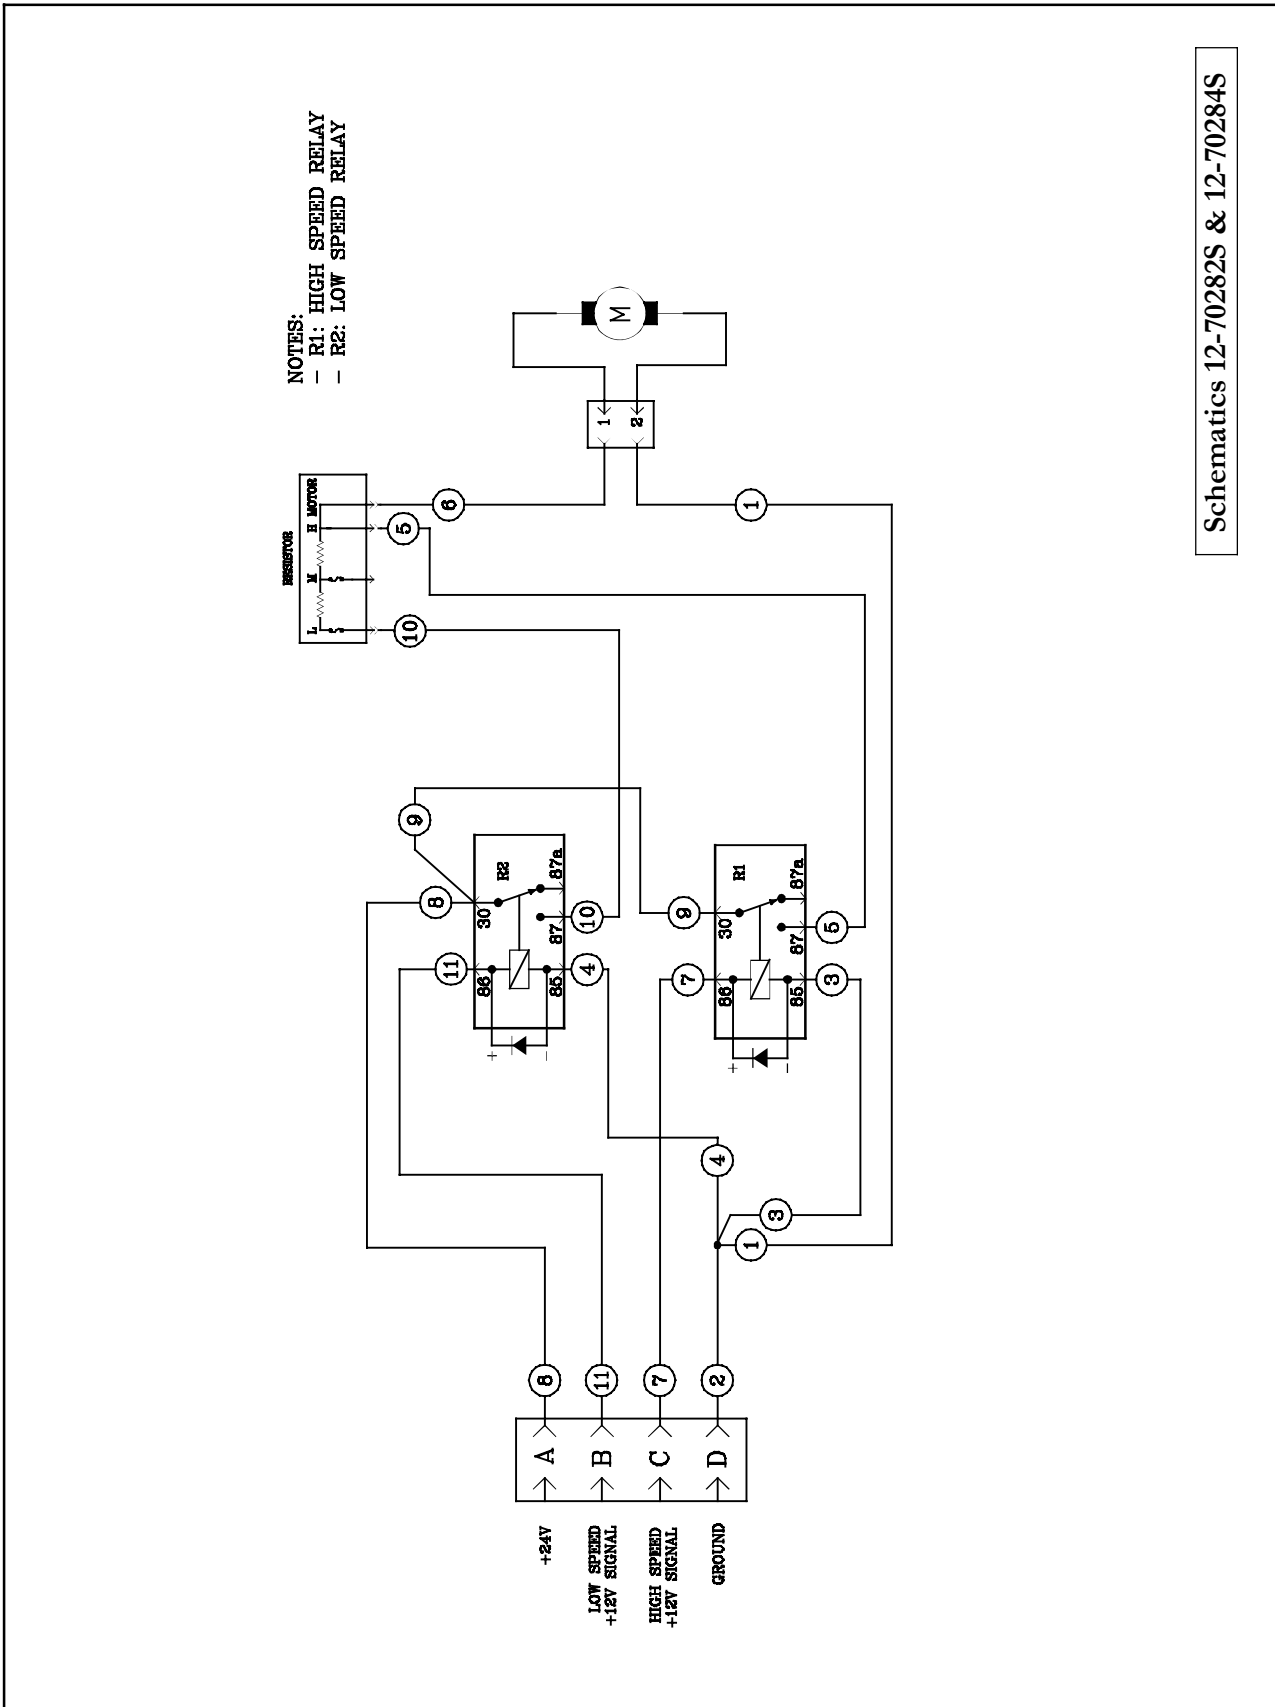 NOTES:
- R1: HIGH SPEED RELAY
- R2: LOW SPEED RELAY
RESISTOR
L
M
H
MOTOR
10
5
6
M
1
2
1
9
8
11
R2
30
86
87a
87
85
10
4
+
-
9
7
R1
30
86
87a
87
85
5
3
+
-
4
3
1
8
11
7
2
A
B
C
D
+24V
LOW SPEED
+12V SIGNAL
HIGH SPEED
+12V SIGNAL
GROUND
Schematics 12-70282S & 12-70284S